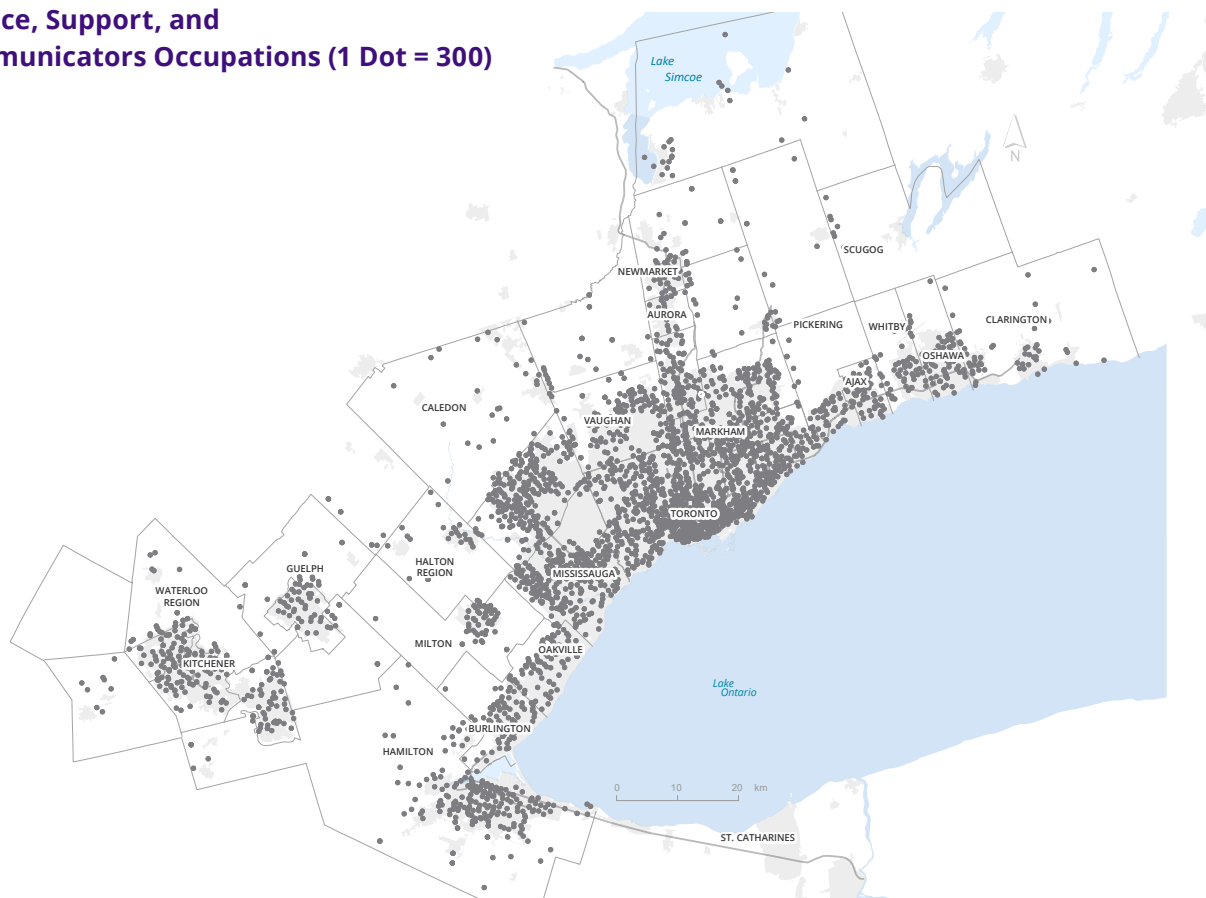 ce, Support, and
municators Occupations (1 Dot = 300)
Lake
Simcoe
N
SCUGOG
NEWMARKET
AURORA
PICKERING
WHITBY
CLARINGTON
OSHAWA
AJAX
CALEDON
VAUGHAN
MARKHAM
TORONTO
HALTON
REGION
GUELPH
MISSISSAUGA
WATERLOO
REGION
MILTON
OAKVILLE
KITCHENER
Lake
Ontario
BURLINGTON
HAMILTON
0 10 20 km
ST. CATHARINES